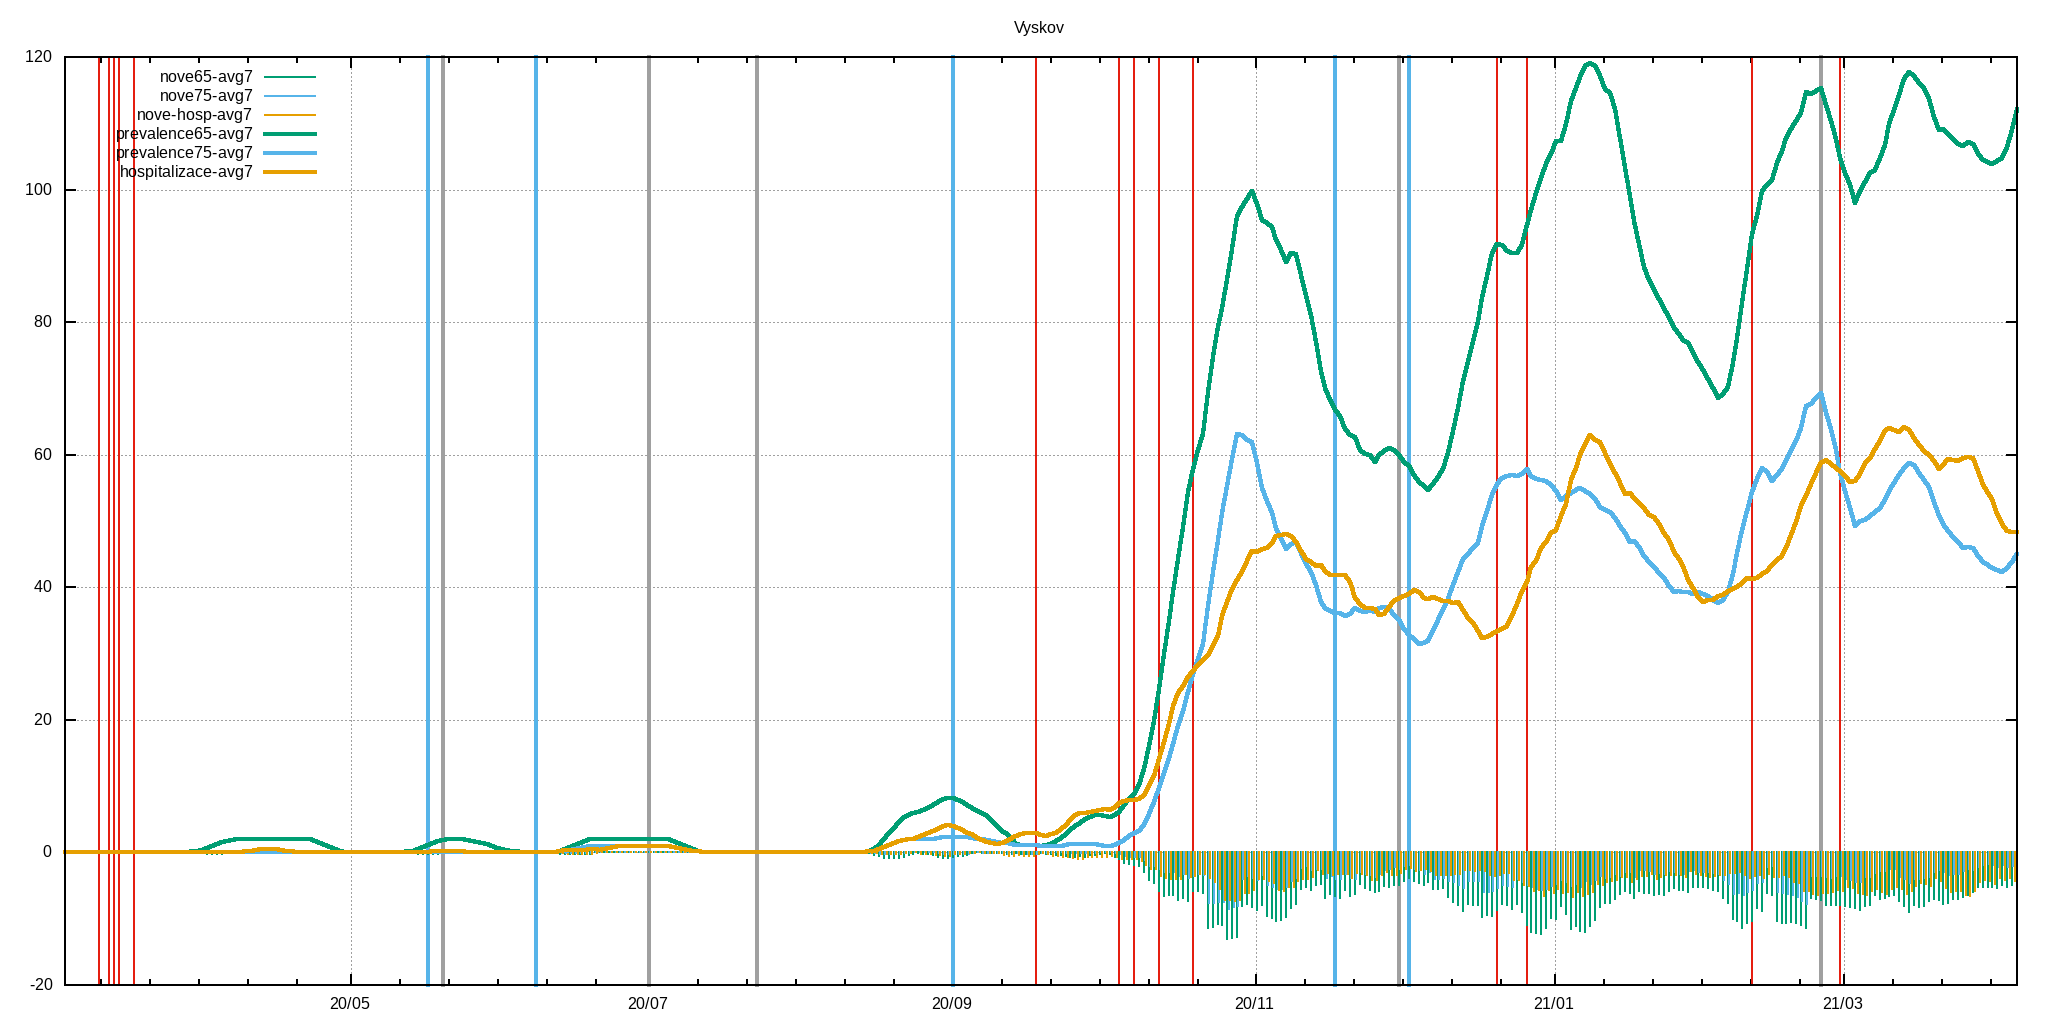 Vyskov
120
100
80
60
40
20
0
-20
nove65-avg7
nove75-avg7
nove-hosp-avg7
prevalence65-avg7
prevalence75-avg7
hospitalizace-avg7
20/05
20/07
20/09
20/11
21/01
21/03